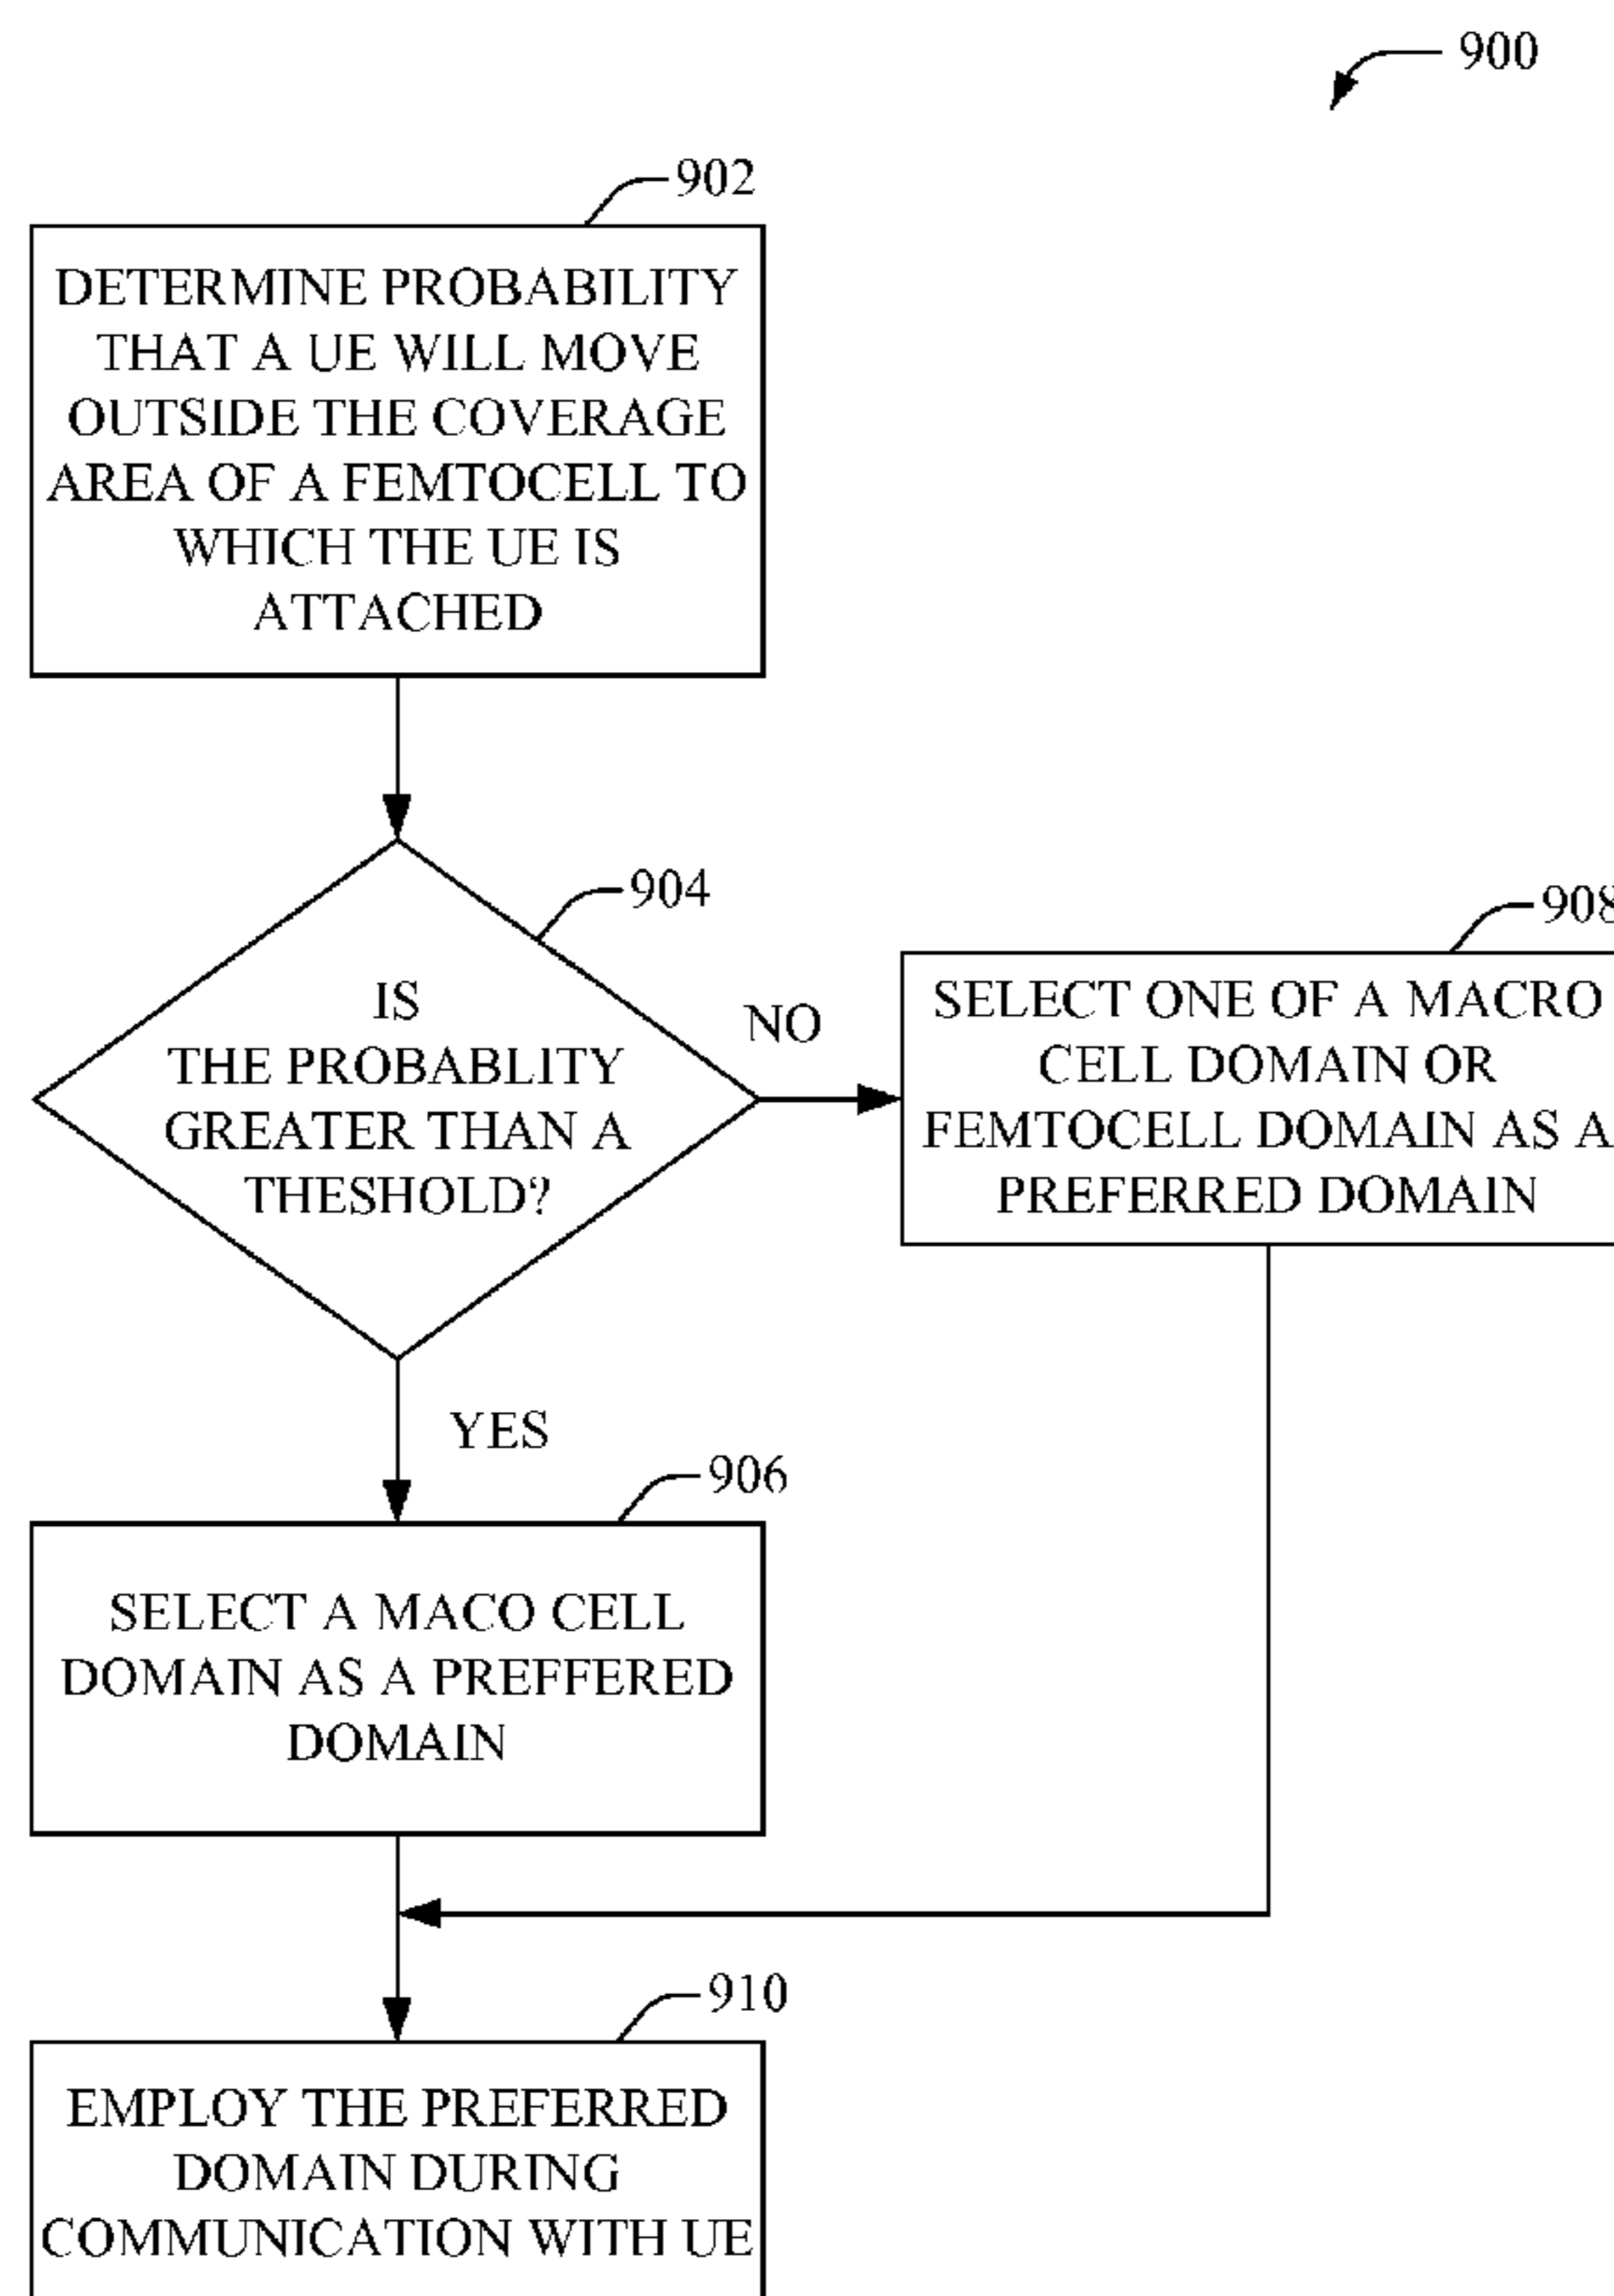 900
902
DETERMINE PROBABILITY
THAT A UE WILL MOVE
OUTSIDE THE COVERAGE
AREA OF A FEMTOCELL TO
WHICH THE UE IS
ATTACHED
904
IS
THE PROBABLITY
GREATER THAN A
THESHOLD?
NO
908
SELECT ONE OF A MACRO
CELL DOMAIN OR
FEMTOCELL DOMAIN AS A
PREFERRED DOMAIN
YES
906
SELECT A MACO CELL
DOMAIN AS A PREFFERED
DOMAIN
910
EMPLOY THE PREFERRED
DOMAIN DURING
COMMUNICATION WITH UE